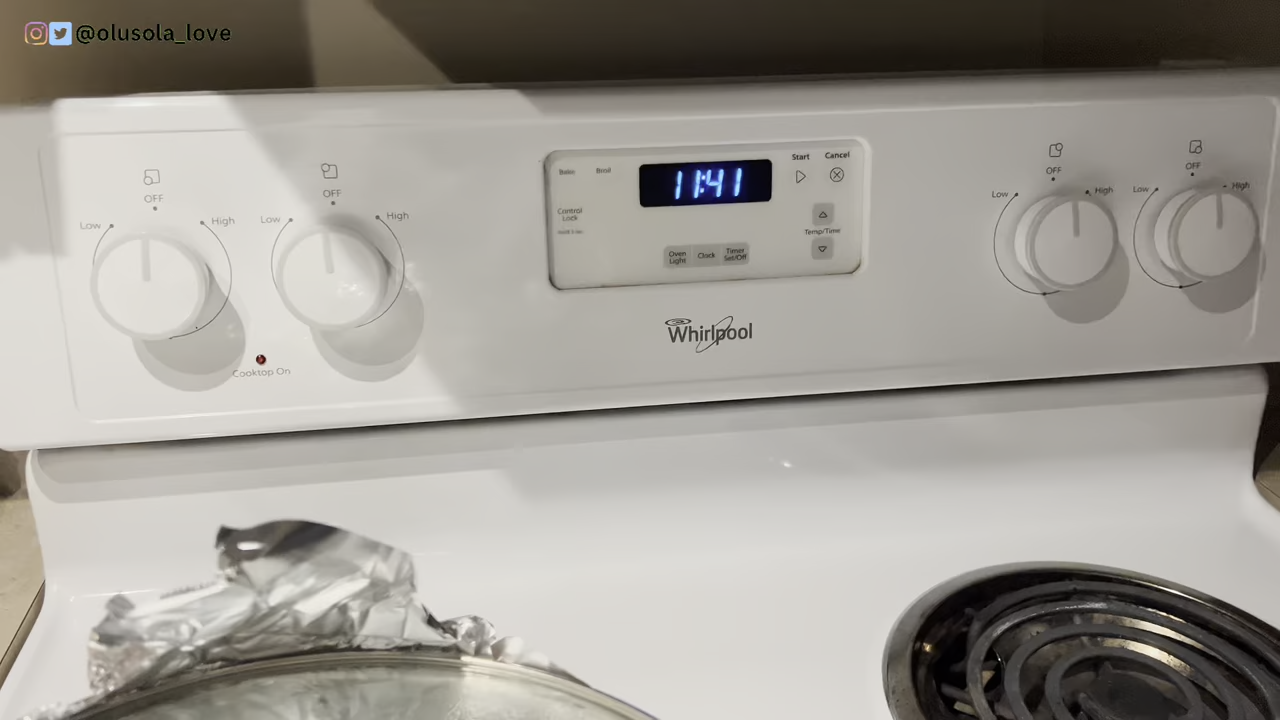 @olusola_love
OFF
Low
High
OFF
Low
High
Cooktop On
Bake
Broil
11:41
Start
Cancel
Control
Lock
Temp/Time
Oven
Light
Clock
Timer
Set/Off
Whirlpool
OFF
Low
High
OFF
Low
High